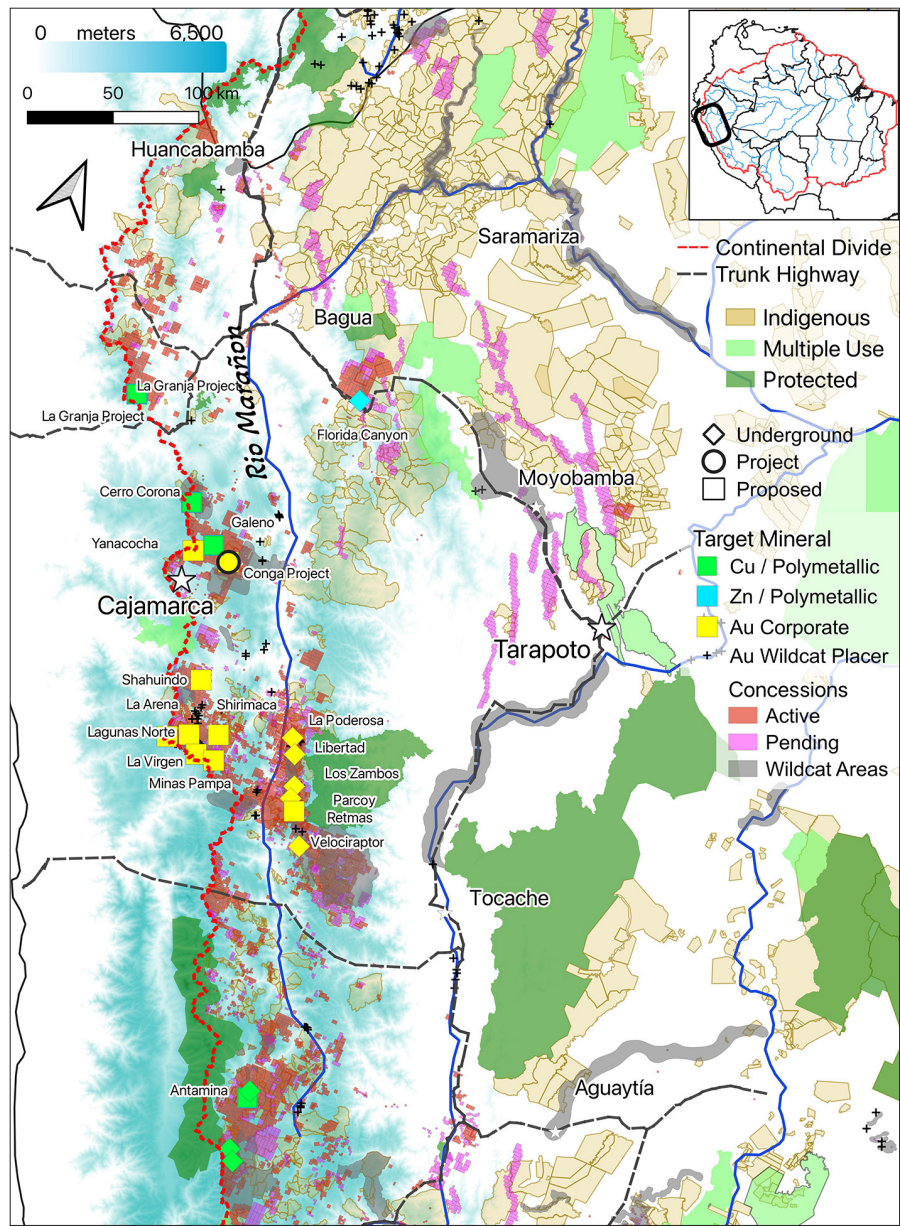 0 meters 6,500
0 50 100 km
Huancabamba
Saramariza
Continental Divide
Trunk Highway
Indigenous
Multiple Use
Protected
Bagua
Rio Marañon
La Granja Project
La Granja Project
Florida Canyon
Underground
Project
Proposed
Moyobamba
Cerro Corona
Galeno
Yanacocha
Conga Project
Target Mineral
Cu / Polymetallic
Zn / Polymetallic
Au Corporate
Au Wildcat Placer
Cajamarca
Tarapoto
Shahuindo
La Arena
Shirimaca
Concessions
Active
Pending
Wildcat Areas
Lagunas Norte
La Poderosa
Libertad
La Virgen
Los Zambos
Minas Pampa
Parcoy
Retmas
Velociraptor
Tocache
Antamina
Aguaytía